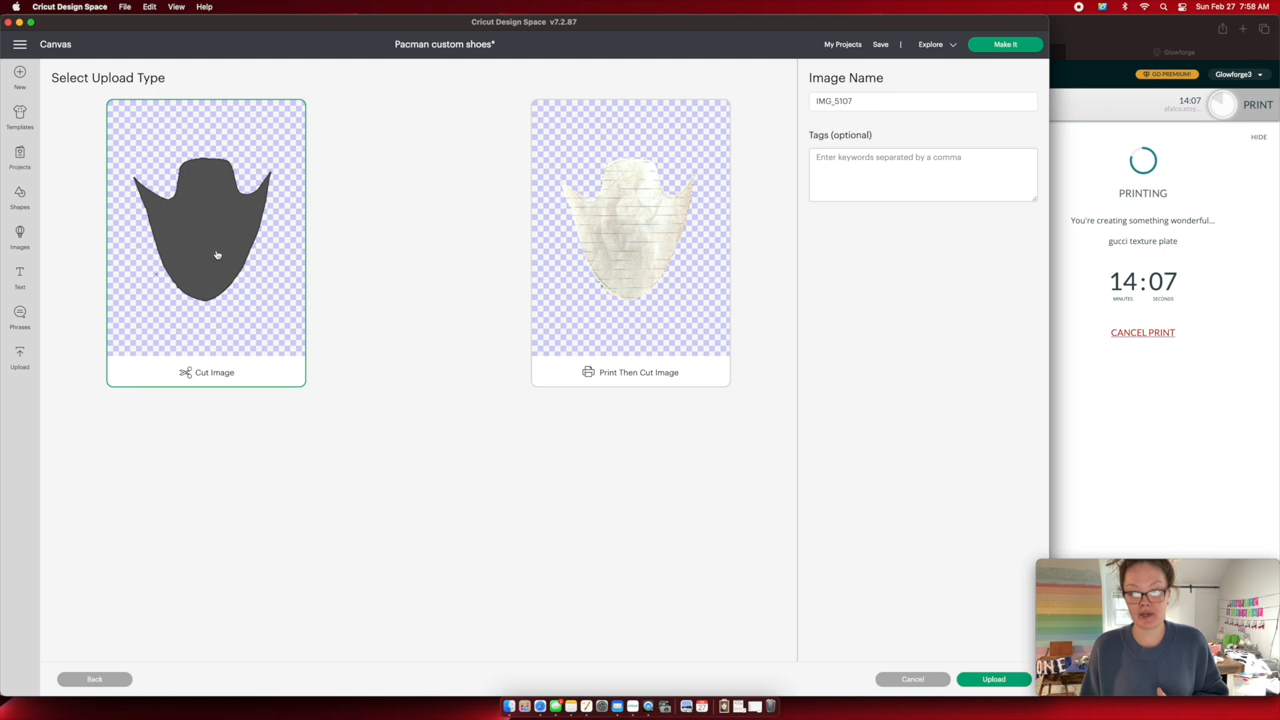 Cricut Design Space File Edit View Help
Sun Feb 27 7:58 AM
Cricut Design Space v7.2.87
Canvas
Pacman custom shoes*
My Projects Save | Explore
Make It
New
Templates
Projects
Shapes
Images
Text
Phrases
Upload
Select Upload Type
Cut Image
Print Then Cut Image
Image Name
IMG_5107
Tags (optional)
Enter keywords separated by a comma
Back
Cancel
Upload
Glowforge
GO PREMIUM!
Glowforge3
14:07
PRINT
HIDE
PRINTING
You're creating something wonderful...
gucci texture plate
14:07
MINUTES SECONDS
CANCEL PRINT
ONE